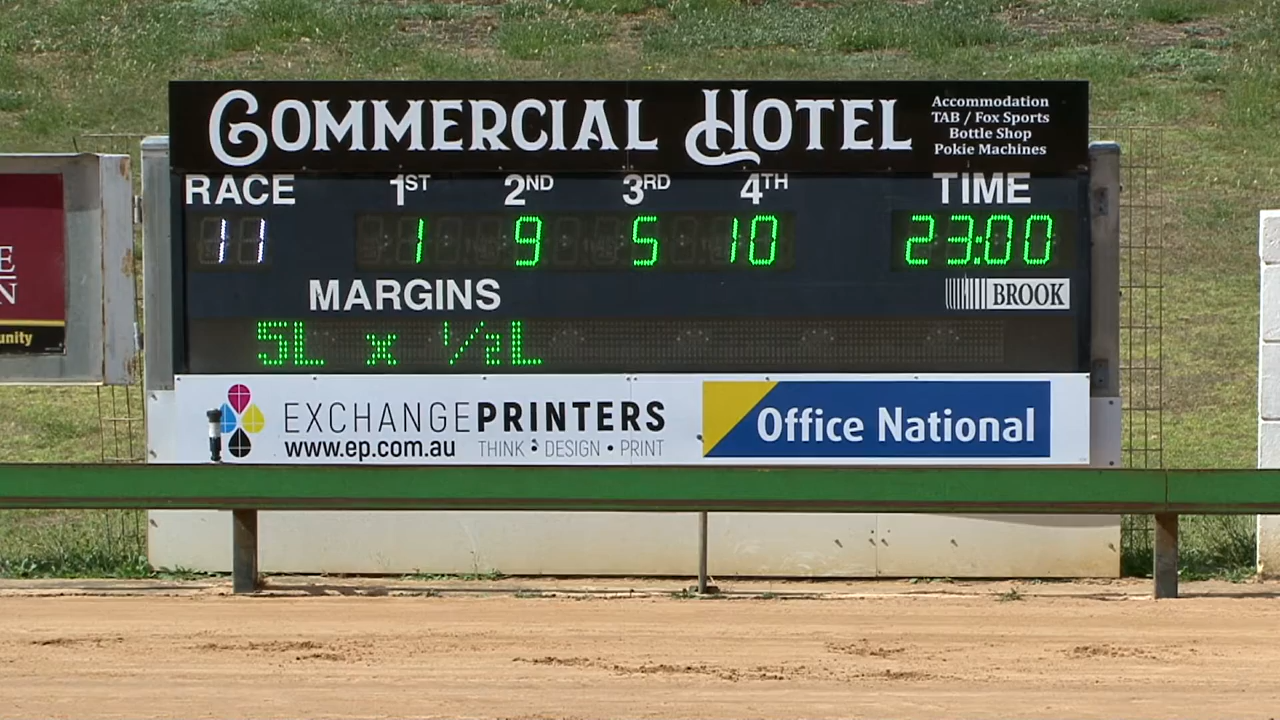 COMMERCIAL HOTEL
Accommodation
TAB / Fox Sports
Bottle Shop
Pokie Machines
RACE 1ST 2ND 3RD 4TH TIME
11 1 9 5 10 23:00
MARGINS
BROOK
5L x ½L
EXCHANGEPRINTERS
www.ep.com.au THINK • DESIGN • PRINT
Office National
E
N
unity